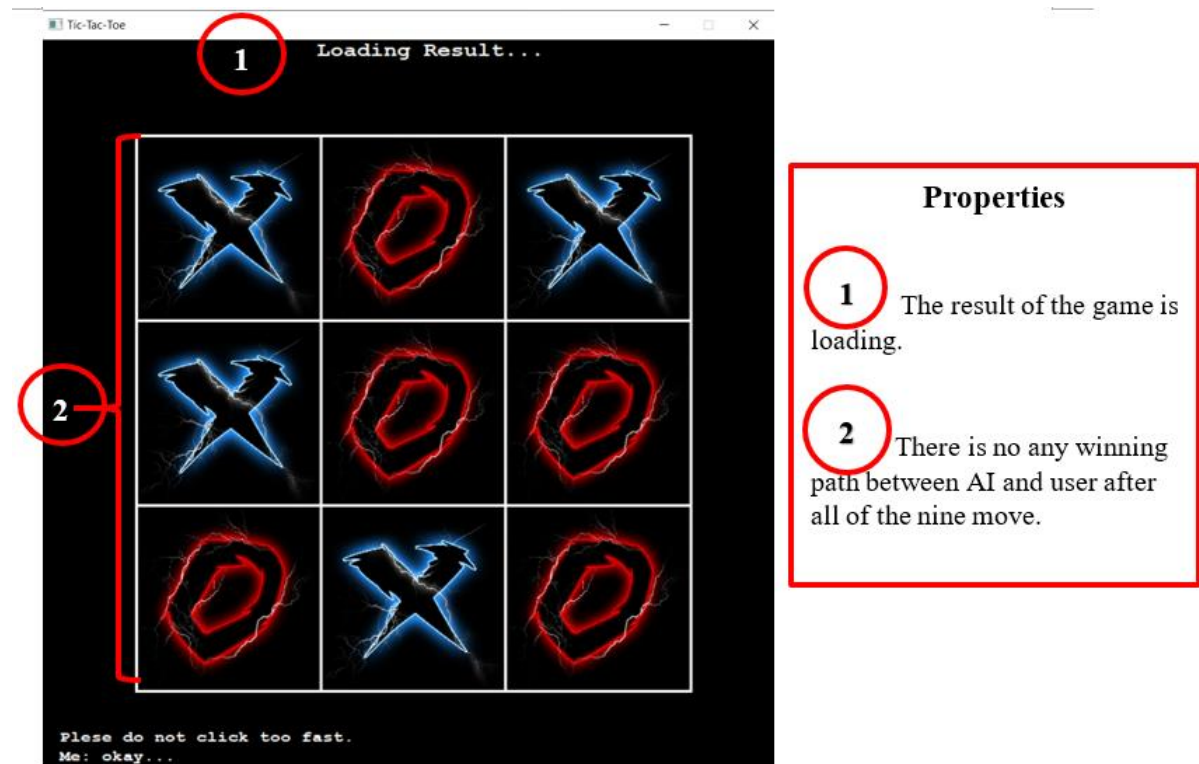 Tic-Tac-Toe
1
Loading Result...
2
Plese do not click too fast.
Me: okay...
Properties
1 The result of the game is
loading.
2 There is no any winning
path between AI and user after
all of the nine move.